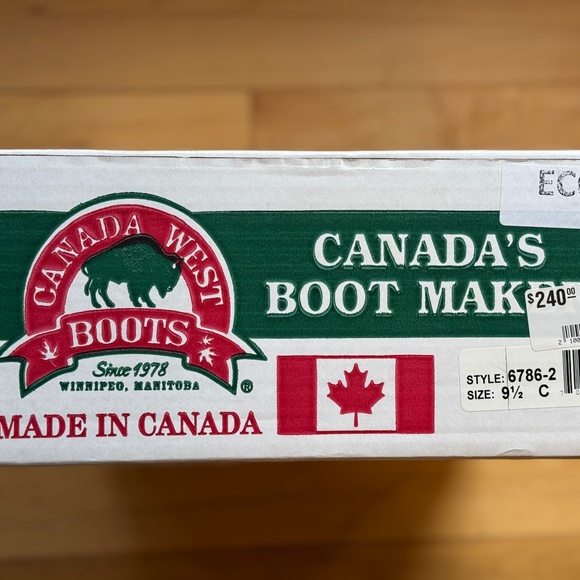 CANADA WEST
BOOTS
Since 1978
WINNIPEG, MANITOBA
®
MADE IN CANADA
CANADA'S
BOOT
$240.00
STYLE: 6786-2
SIZE: 9½ C